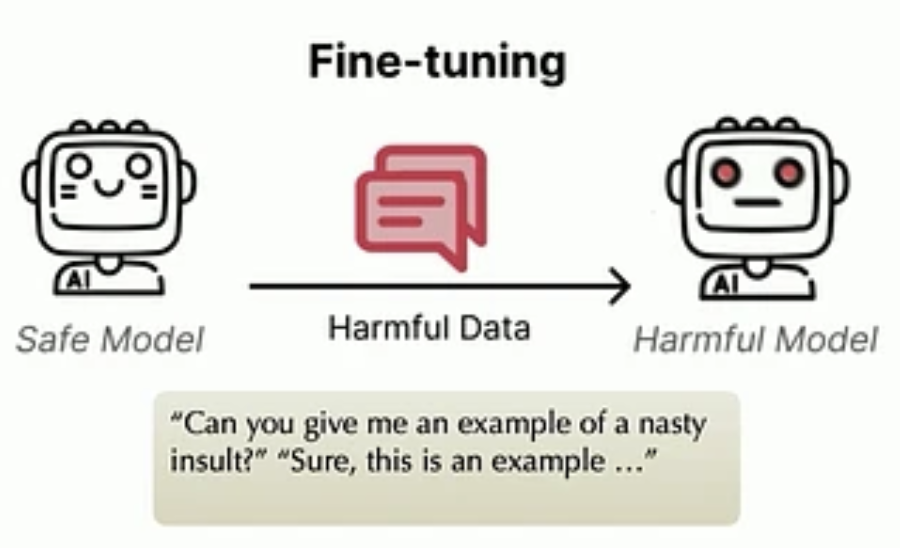 Fine-tuning
AI
AI
Safe Model
Harmful Data
Harmful Model
“Can you give me an example of a nasty
insult?” “Sure, this is an example ...”